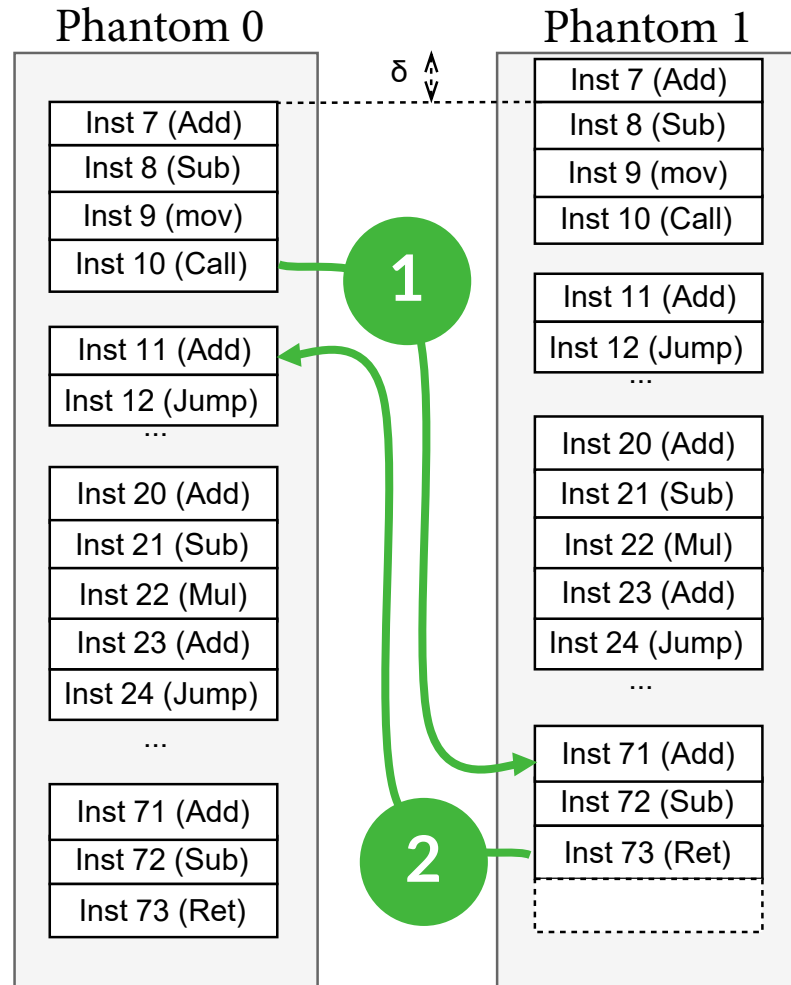 Phantom 0
Phantom 1
δ
Inst 7 (Add)
Inst 8 (Sub)
Inst 9 (mov)
Inst 10 (Call)
Inst 11 (Add)
Inst 12 (Jump)
...
Inst 20 (Add)
Inst 21 (Sub)
Inst 22 (Mul)
Inst 23 (Add)
Inst 24 (Jump)
...
Inst 71 (Add)
Inst 72 (Sub)
Inst 73 (Ret)
1
2
Inst 7 (Add)
Inst 8 (Sub)
Inst 9 (mov)
Inst 10 (Call)
Inst 11 (Add)
Inst 12 (Jump)
...
Inst 20 (Add)
Inst 21 (Sub)
Inst 22 (Mul)
Inst 23 (Add)
Inst 24 (Jump)
...
Inst 71 (Add)
Inst 72 (Sub)
Inst 73 (Ret)